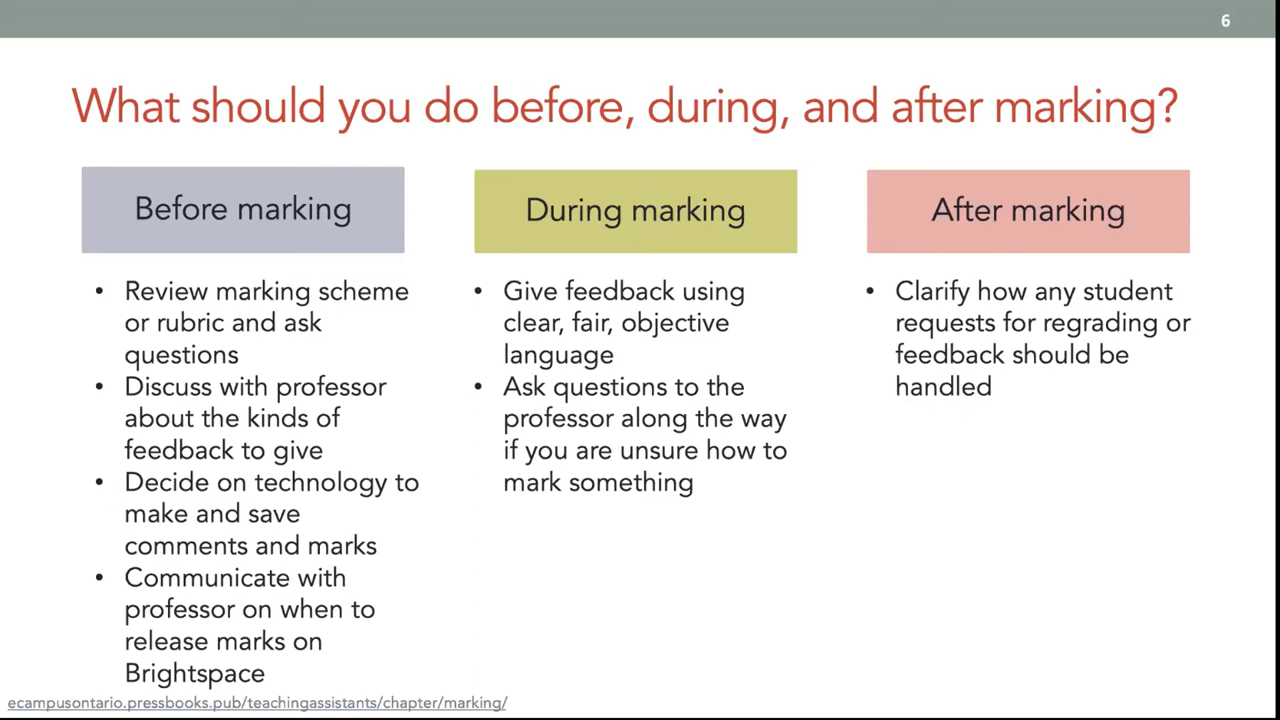 6
What should you do before, during, and after marking?
Before marking
• Review marking scheme
or rubric and ask
questions
• Discuss with professor
about the kinds of
feedback to give
• Decide on technology to
make and save
comments and marks
• Communicate with
professor on when to
release marks on
Brightspace
During marking
• Give feedback using
clear, fair, objective
language
• Ask questions to the
professor along the way
if you are unsure how to
mark something
After marking
• Clarify how any student
requests for regrading or
feedback should be
handled
ecampusontario.pressbooks.pub/teachingassistants/chapter/marking/